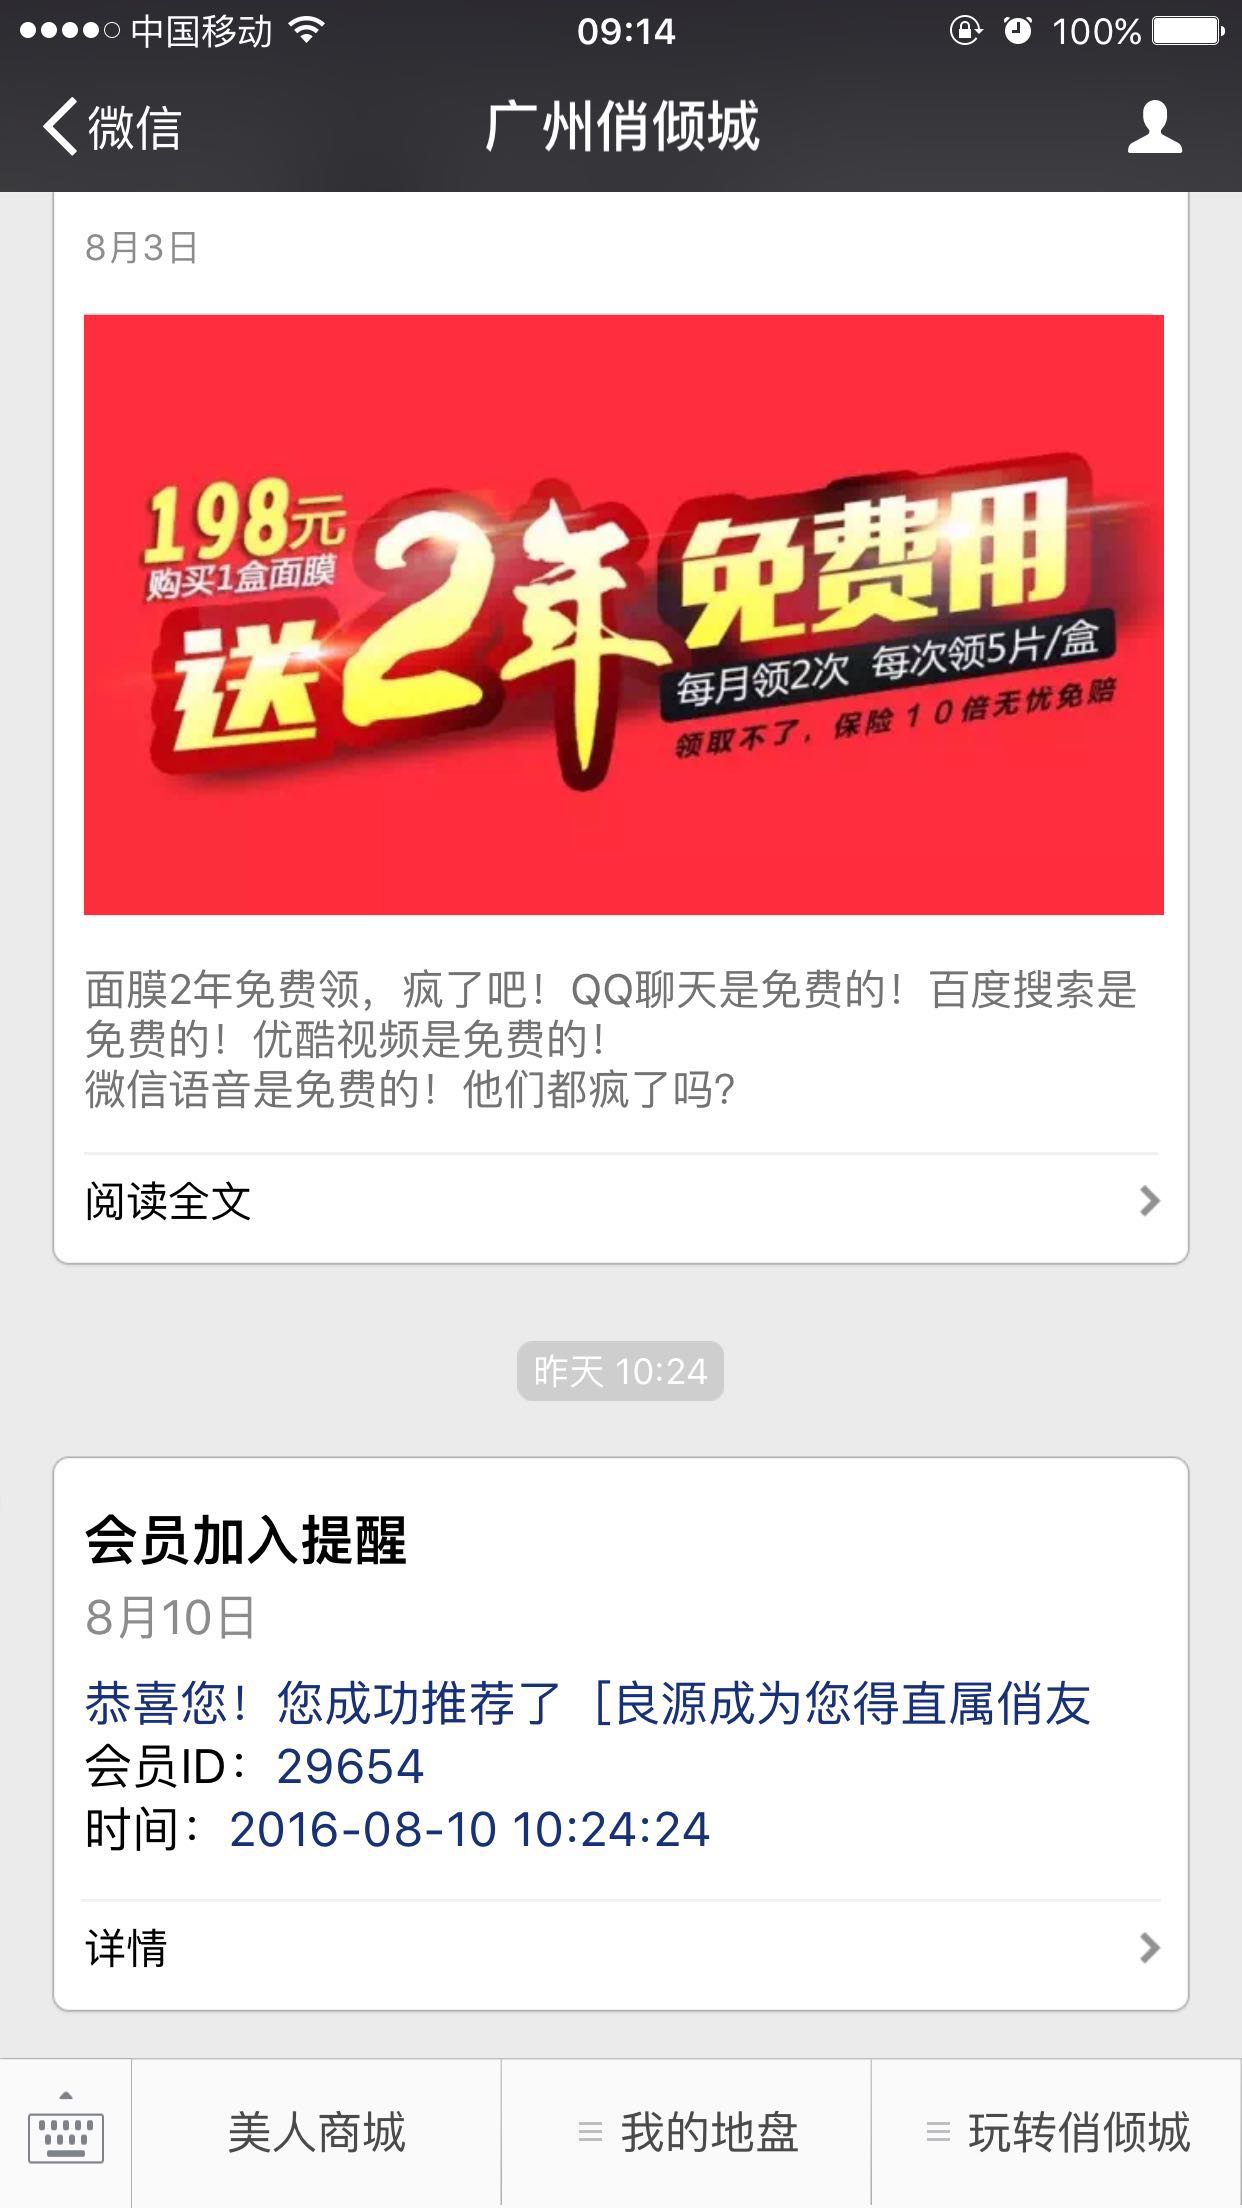 中国移动
09:14
100%
微信
广州俏倾城
8月3日
198元
购买1盒面膜
送2年免费用
每月领2次 每次领5片/盒
领取不了，保险10倍无忧免赔
面膜2年免费领，疯了吧！QQ聊天是免费的！百度搜索是
免费的！优酷视频是免费的！
微信语音是免费的！他们都疯了吗？
阅读全文
昨天 10:24
会员加入提醒
8月10日
恭喜您！您成功推荐了［良源成为您得直属俏友
会员ID：29654
时间：2016-08-10 10:24:24
详情
美人商城
我的地盘
玩转俏倾城